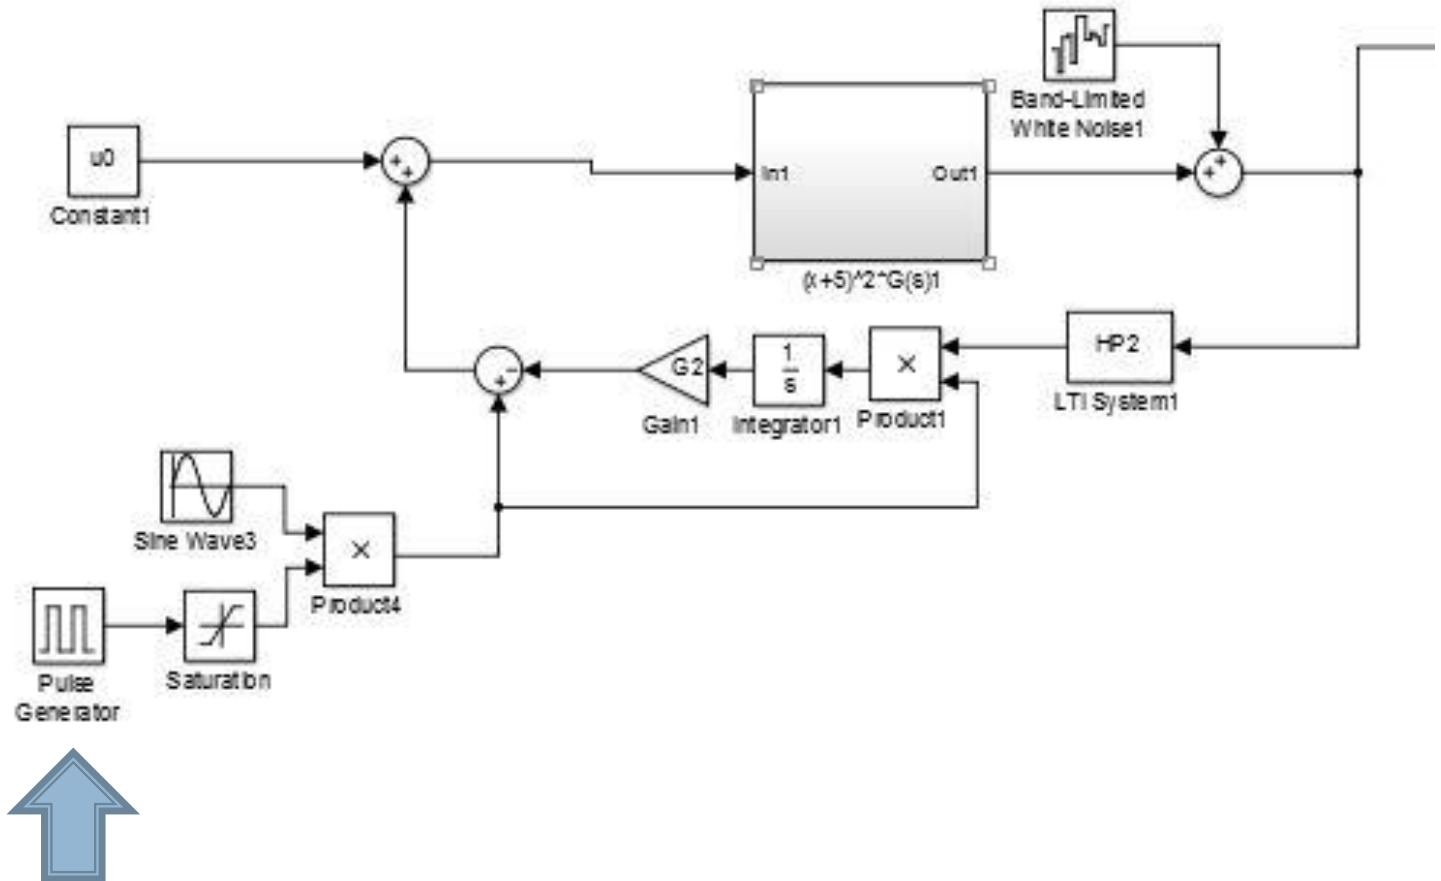 Band-Limited
White Noise1
u0
Constant1
In1
Out1
(x+5)^2*G(s)1
HP2
LTI System1
G2
Gain1
1
s
Integrator1
×
Product1
Sine Wave3
×
Product4
Saturation
Pulse
Generator